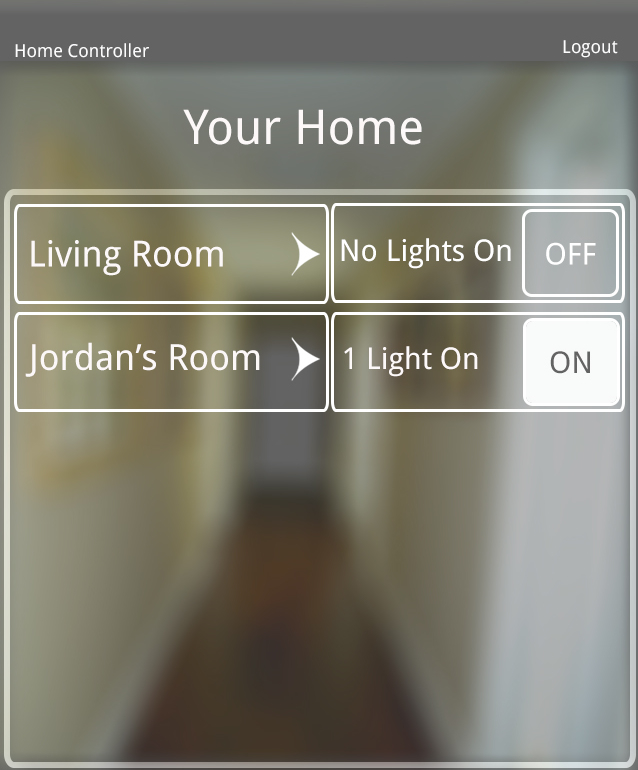 Home Controller
Logout
Your Home
Living Room
No Lights On
OFF
Jordan’s Room
1 Light On
ON